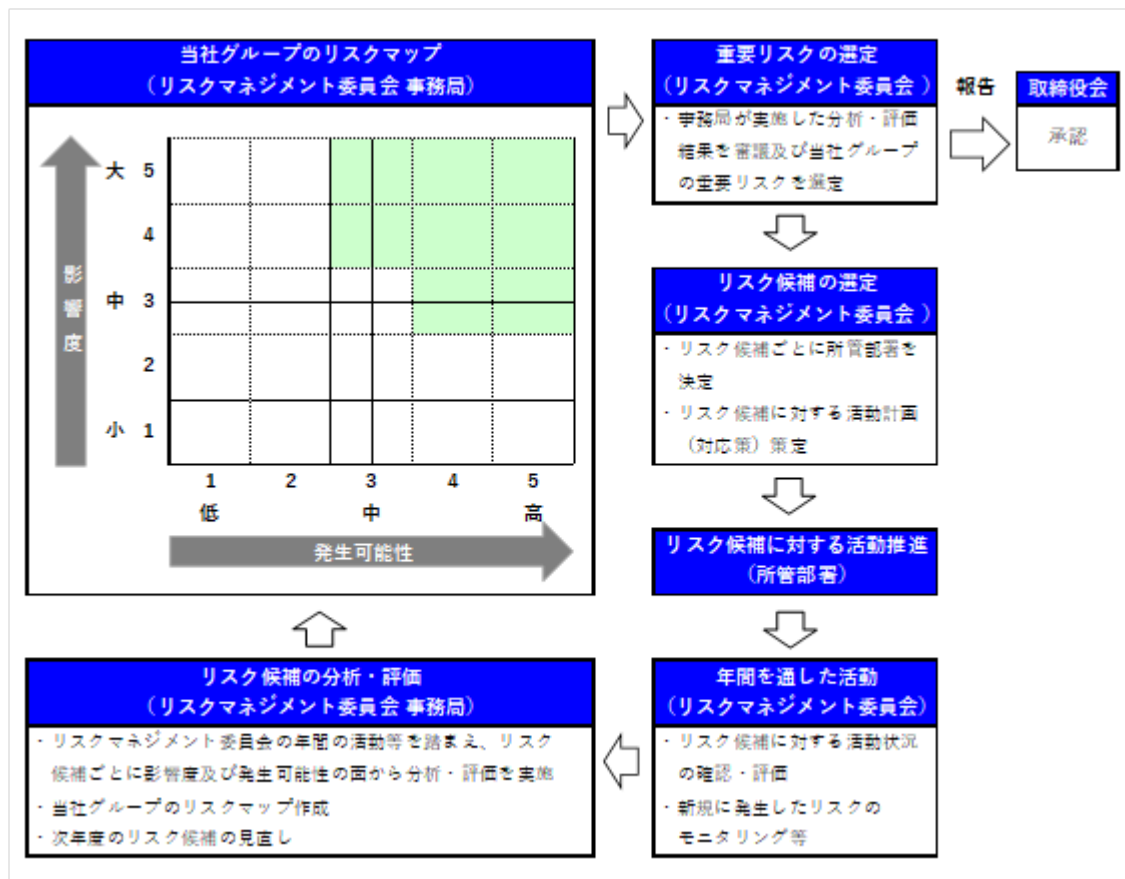 当社グループのリスクマップ
（リスクマネジメント委員会 事務局）
影響度
大 5
4
中 3
2
小 1
1 2 3 4 5
低 中 高
発生可能性
重要リスクの選定
（リスクマネジメント委員会 ）
・事務局が実施した分析・評価
結果を審議及び当社グループ
の重要リスクを選定
報告
取締役会
承認
リスク候補の選定
（リスクマネジメント委員会 ）
・リスク候補ごとに所管部署を
決定
・リスク候補に対する活動計画
（対応策）策定
リスク候補に対する活動推進
（所管部署）
年間を通した活動
（リスクマネジメント委員会）
・リスク候補に対する活動状況
の確認・評価
・新規に発生したリスクの
モニタリング等
リスク候補の分析・評価
（リスクマネジメント委員会 事務局）
・リスクマネジメント委員会の年間の活動等を踏まえ、リスク
候補ごとに影響度及び発生可能性の面から分析・評価を実施
・当社グループのリスクマップ作成
・次年度のリスク候補の見直し